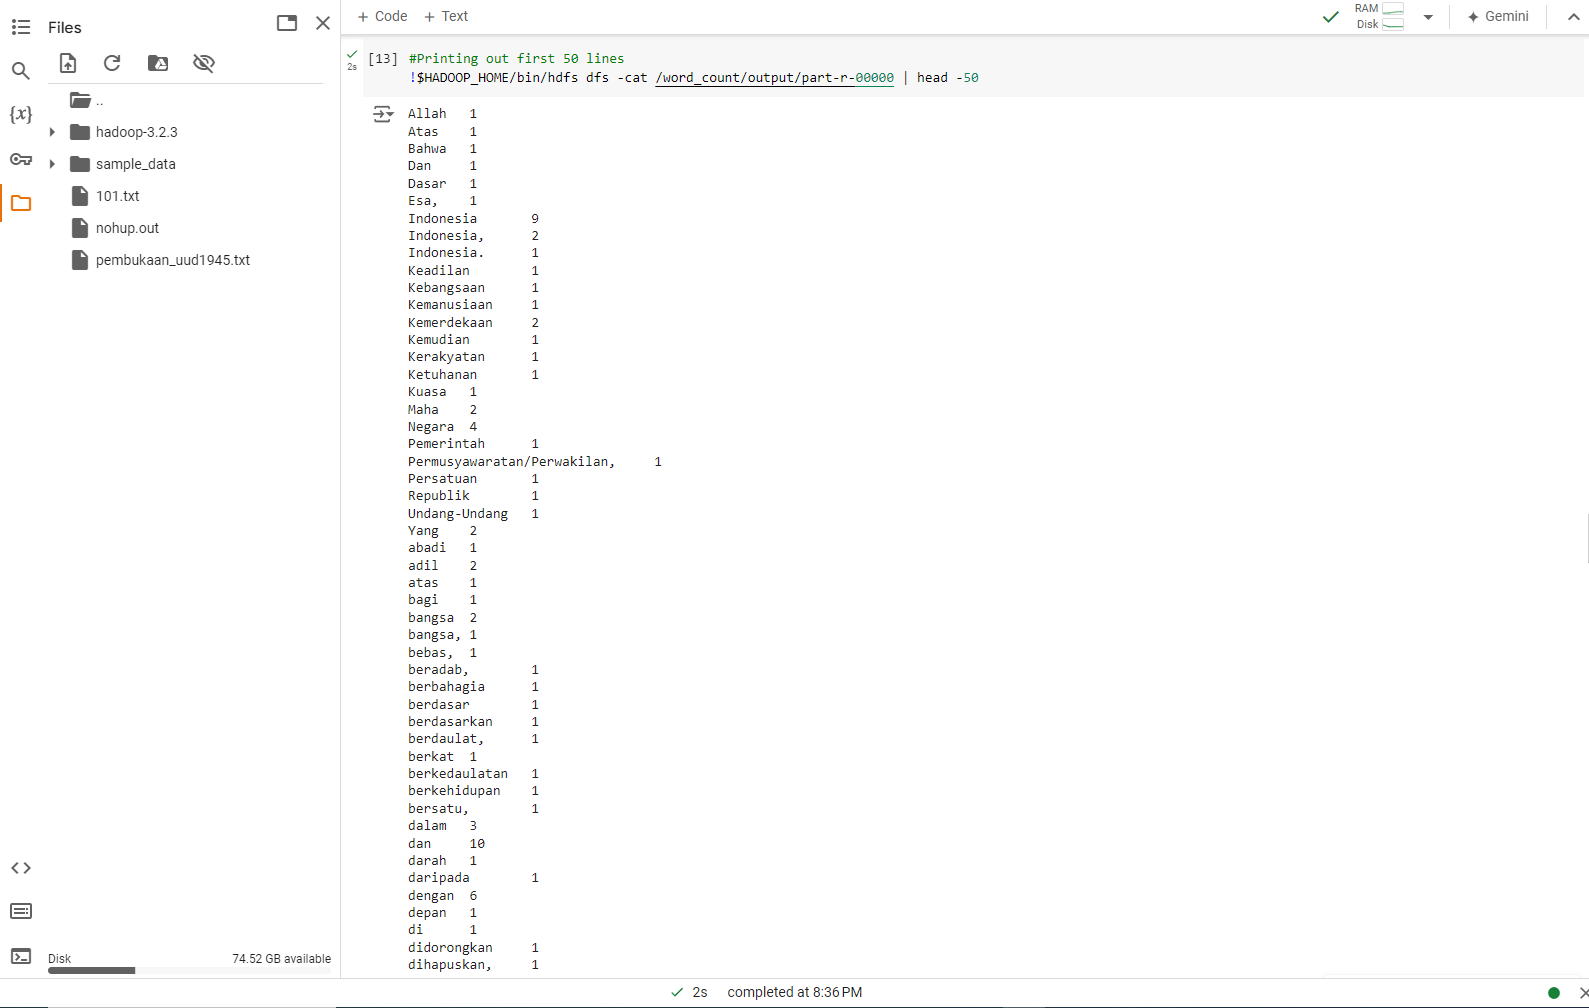 Files
..
hadoop-3.2.3
sample_data
101.txt
nohup.out
pembukaan_uud1945.txt
{x}
Disk
74.52 GB available
+ Code + Text
RAM
Disk
Gemini
2s
[13] #Printing out first 50 lines
!$HADOOP_HOME/bin/hdfs dfs -cat /word_count/output/part-r-00000 | head -50
Allah 1
Atas 1
Bahwa 1
Dan 1
Dasar 1
Esa, 1
Indonesia 9
Indonesia, 2
Indonesia. 1
Keadilan 1
Kebangsaan 1
Kemanusiaan 1
Kemerdekaan 2
Kemudian 1
Kerakyatan 1
Ketuhanan 1
Kuasa 1
Maha 2
Negara 4
Pemerintah 1
Permusyawaratan/Perwakilan, 1
Persatuan 1
Republik 1
Undang-Undang 1
Yang 2
abadi 1
adil 2
atas 1
bagi 1
bangsa 2
bangsa, 1
bebas, 1
beradab, 1
berbahagia 1
berdasar 1
berdasarkan 1
berdaulat, 1
berkat 1
berkedaulatan 1
berkehidupan 1
bersatu, 1
dalam 3
dan 10
darah 1
daripada 1
dengan 6
depan 1
di 1
didorongkan 1
dihapuskan, 1
2s completed at 8:36 PM